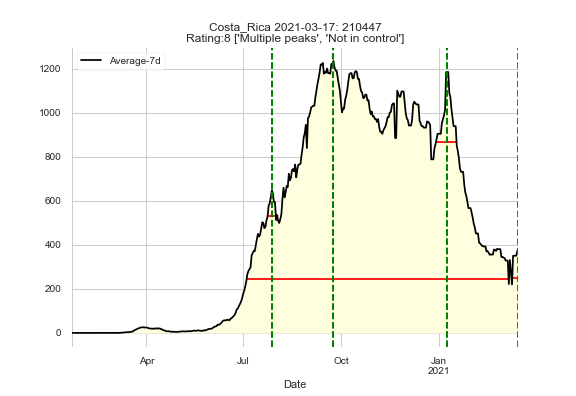 Costa_Rica 2021-03-17: 210447
Rating:8 ['Multiple peaks', 'Not in control']
Average-7d
1200
1000
800
600
400
200
0
Apr
Jul
Oct
Jan
2021
Date